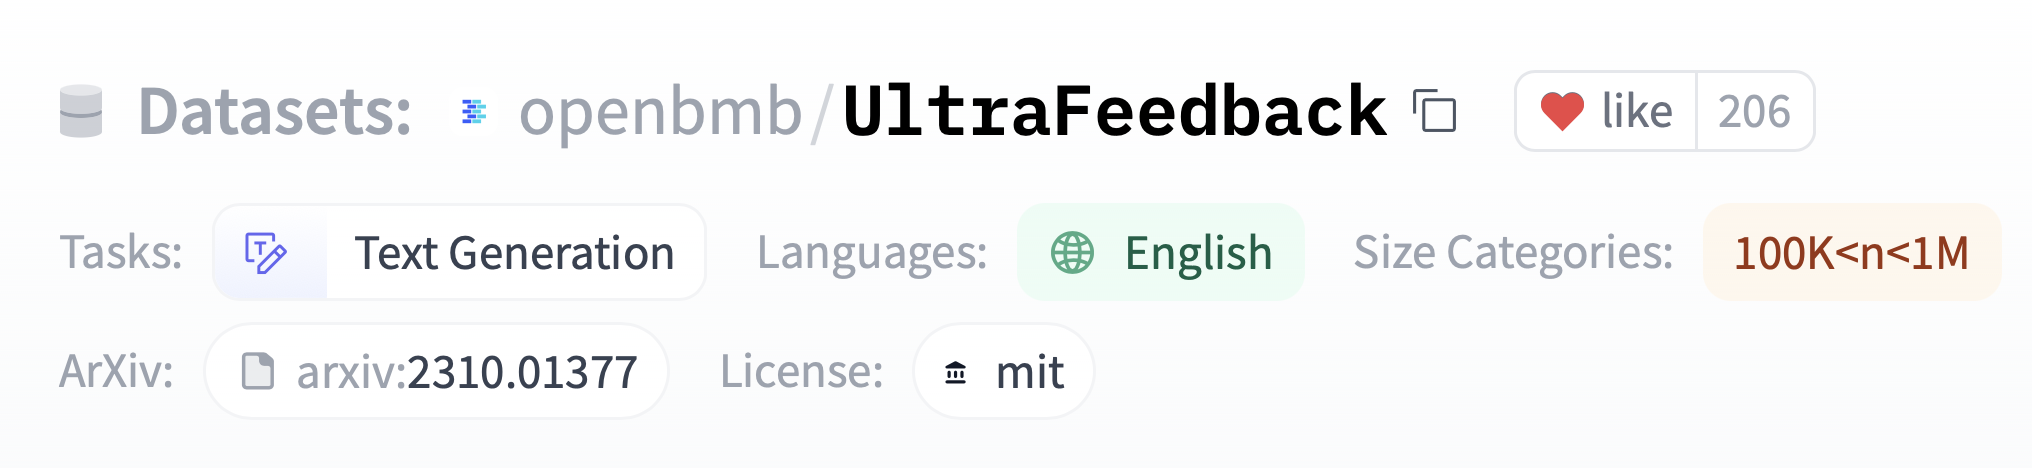 Datasets: openbmb/UltraFeedback like 206
Tasks: Text Generation Languages: English Size Categories: 100K<n<1M
ArXiv: arxiv:2310.01377 License: mit